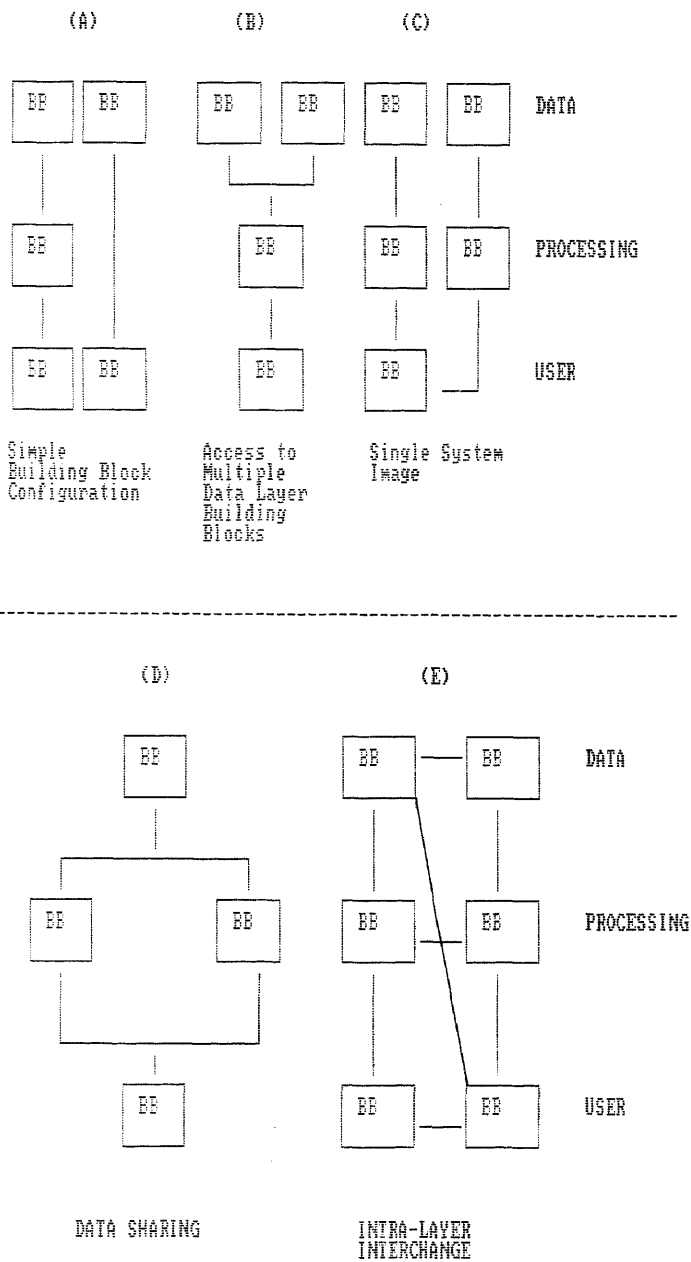 (A) (B) (C)
BB BB BB BB BB BB DATA
BB BB BB BB PROCESSING
BB BB BB BB USER
Simple
Building Block
Configuration
Access to
Multiple
Data Layer
Building
Blocks
Single System
Image
(D) (E)
BB BB BB DATA
BB BB BB BB PROCESSING
BB BB BB USER
DATA SHARING
INTRA-LAYER
INTERCHANGE